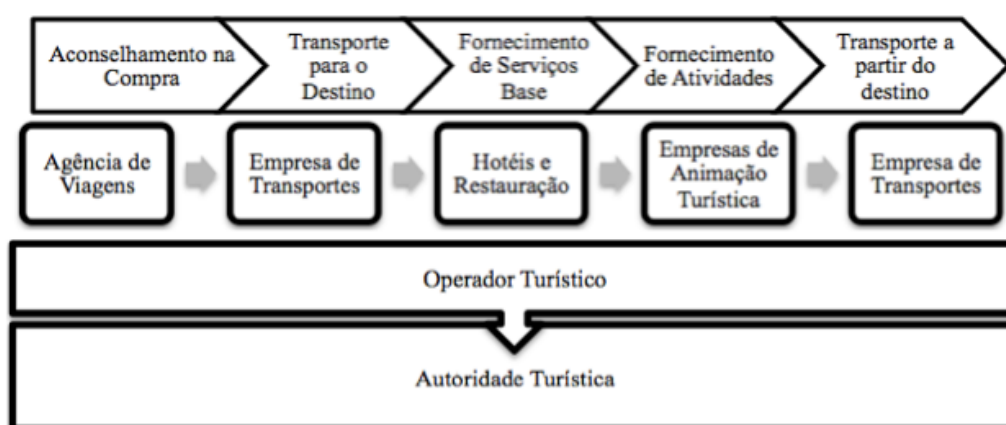 Aconselhamento na
Compra
Transporte
para o
Destino
Fornecimento
de Serviços
Base
Fornecimento
de Atividades
Transporte a
partir do
destino
Agência de
Viagens
Empresa de
Transportes
Hotéis e
Restauração
Empresas de
Animação
Turística
Empresa de
Transportes
Operador Turístico
Autoridade Turística